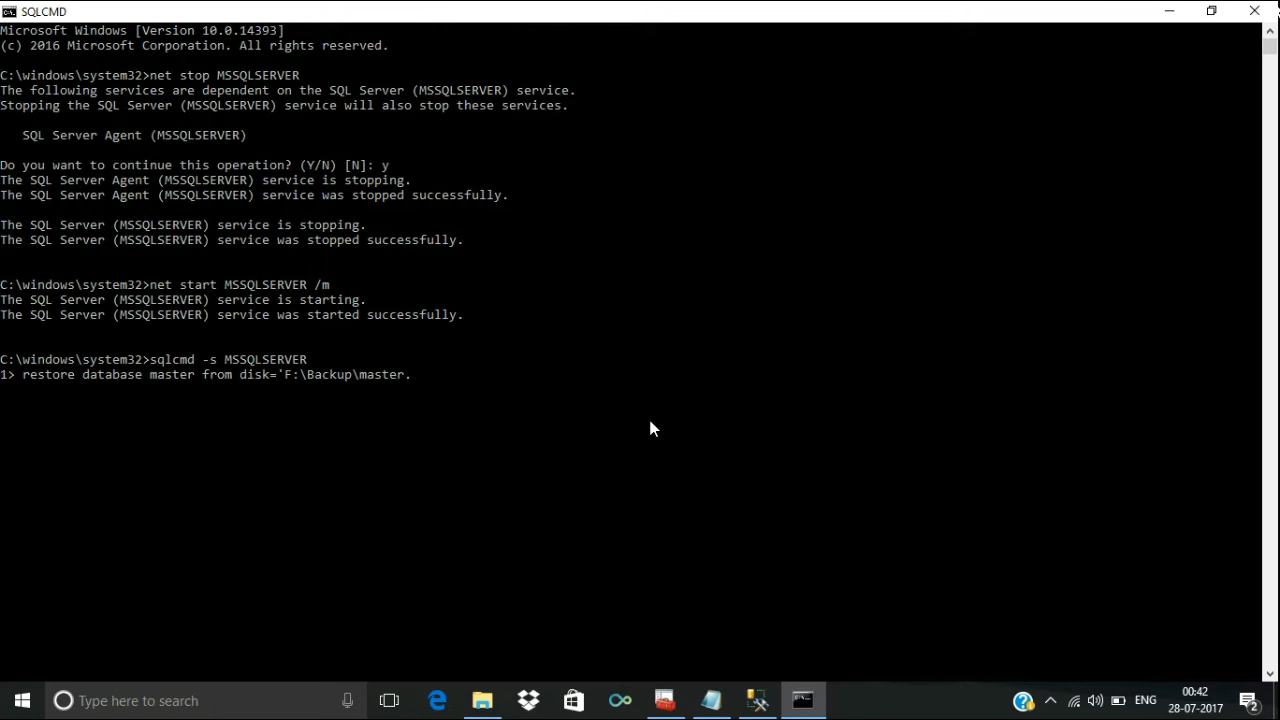 SQLCMD
Microsoft Windows [Version 10.0.14393]
(c) 2016 Microsoft Corporation. All rights reserved.
C:\windows\system32>net stop MSSQLSERVER
The following services are dependent on the SQL Server (MSSQLSERVER) service.
Stopping the SQL Server (MSSQLSERVER) service will also stop these services.
SQL Server Agent (MSSQLSERVER)
Do you want to continue this operation? (Y/N) [N]: y
The SQL Server Agent (MSSQLSERVER) service is stopping.
The SQL Server Agent (MSSQLSERVER) service was stopped successfully.
The SQL Server (MSSQLSERVER) service is stopping.
The SQL Server (MSSQLSERVER) service was stopped successfully.
C:\windows\system32>net start MSSQLSERVER /m
The SQL Server (MSSQLSERVER) service is starting.
The SQL Server (MSSQLSERVER) service was started successfully.
C:\windows\system32>sqlcmd -s MSSQLSERVER
1> restore database master from disk='F:\Backup\master.
Type here to search
ENG
00:42
28-07-2017
2